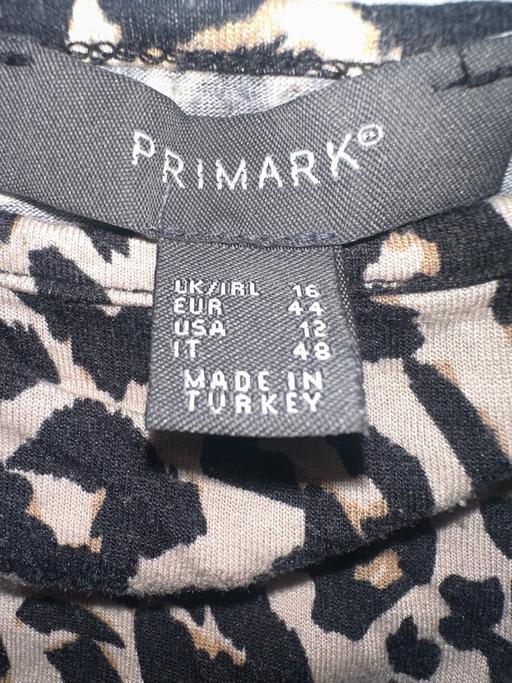 PRIMARK®
UK/IRL 16
EUR 44
USA 12
IT 48
MADE IN
TURKEY